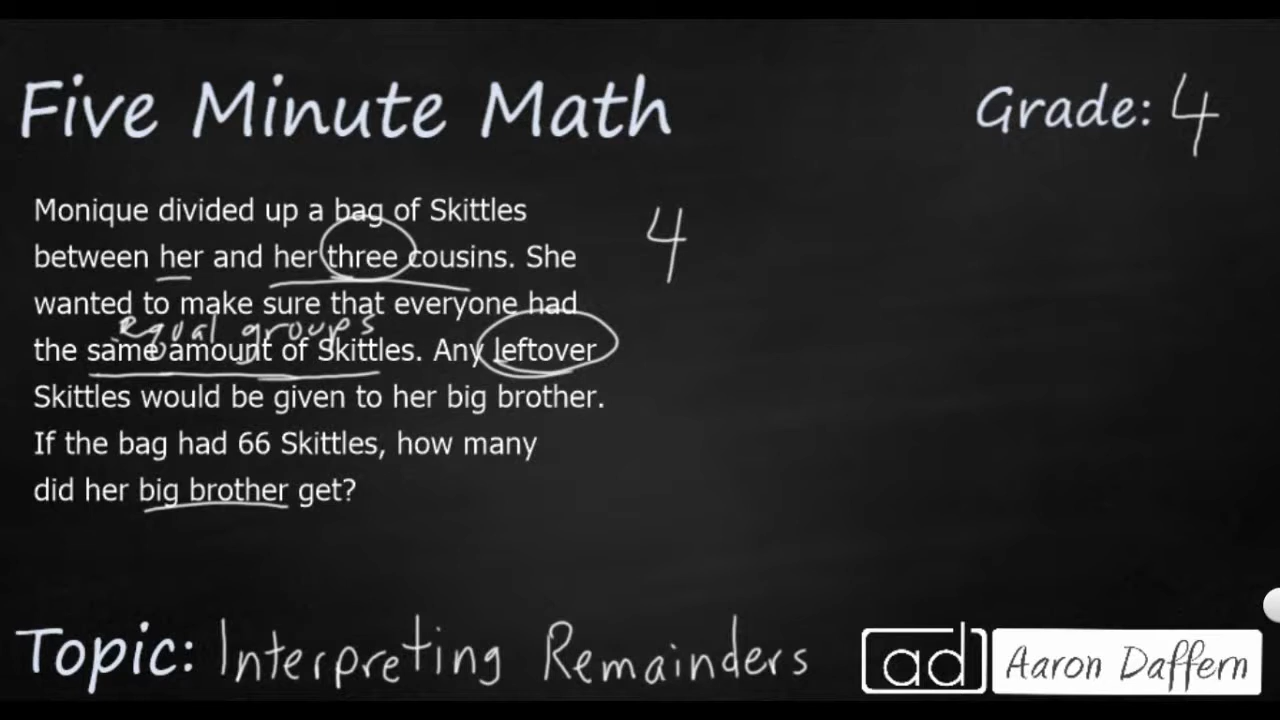 Five Minute Math
Grade: 4
Monique divided up a bag of Skittles
between her and her three cousins. She
wanted to make sure that everyone had
equal groups
the same amount of Skittles. Any leftover
Skittles would be given to her big brother.
If the bag had 66 Skittles, how many
did her big brother get?
4
Topic: Interpreting Remainders
ad Aaron Daffern